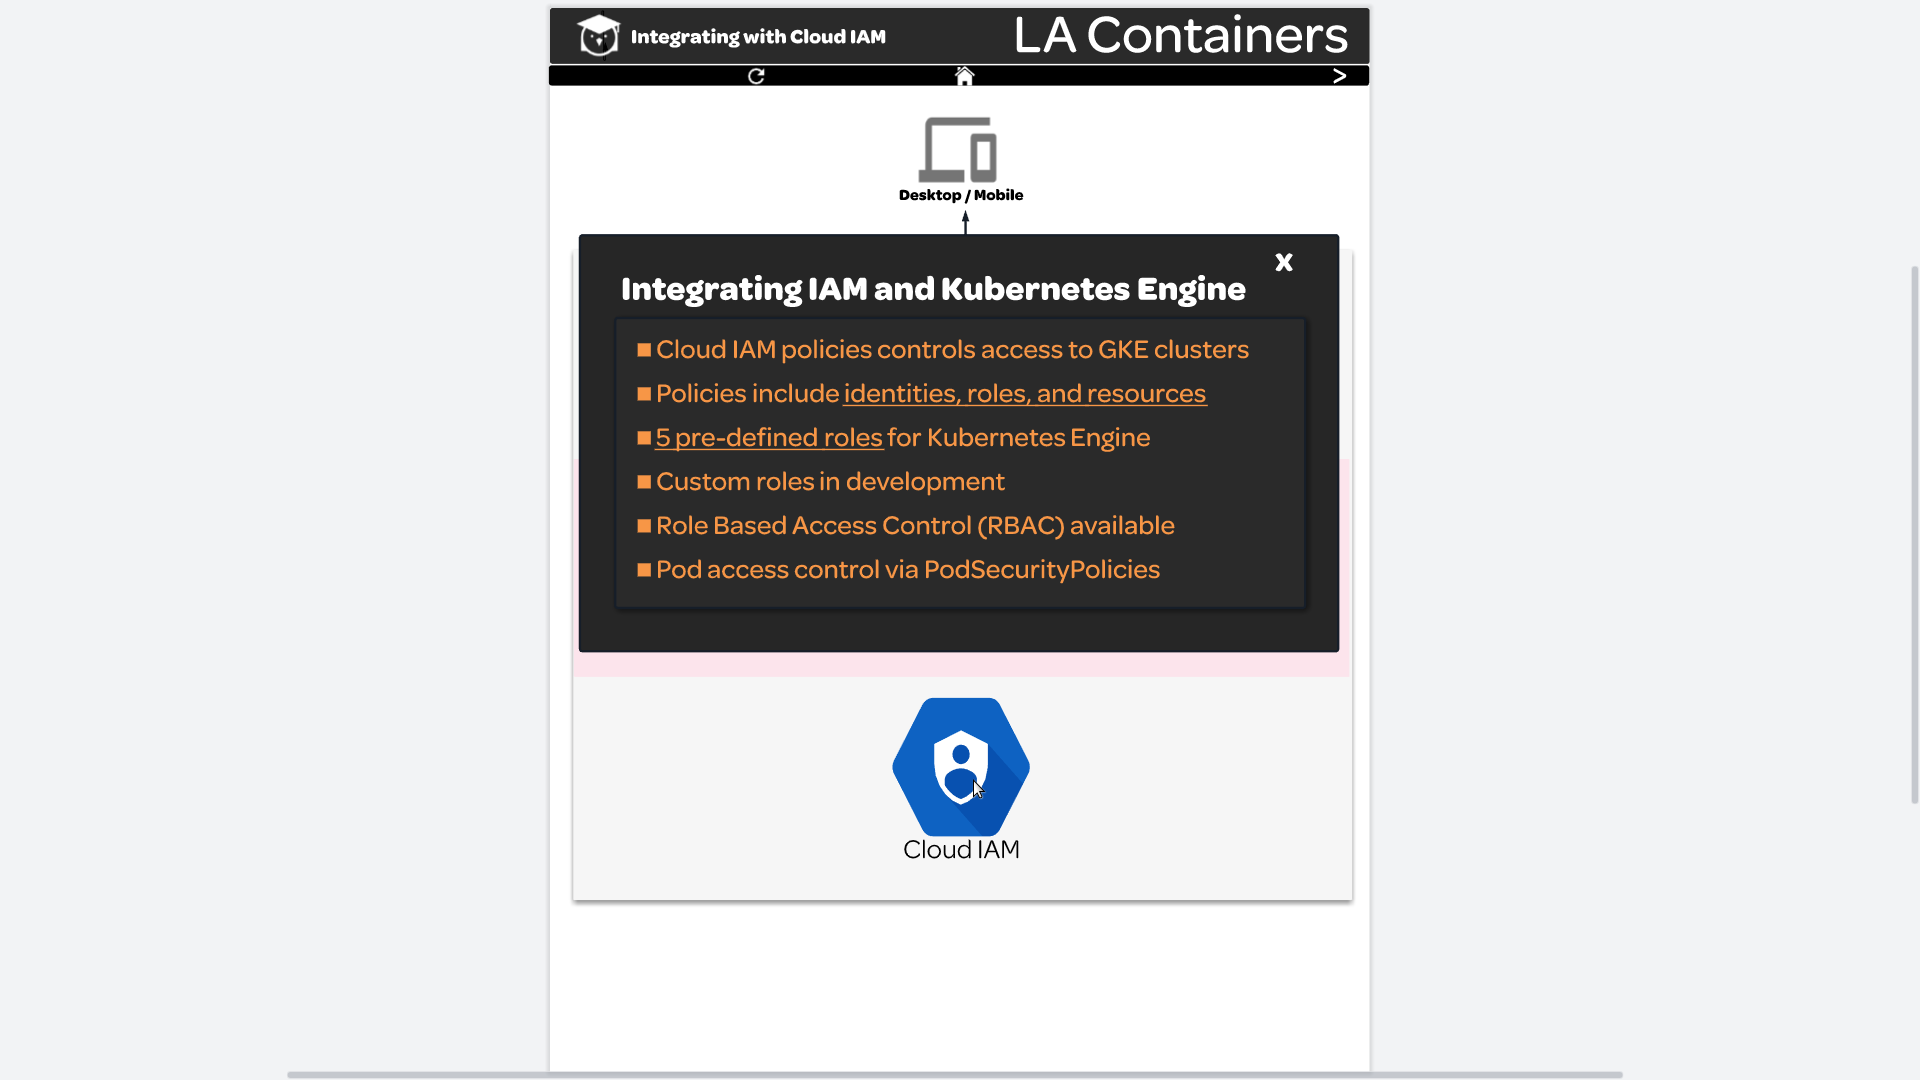 Integrating with Cloud IAM
LA Containers
>
Desktop / Mobile
X
Integrating IAM and Kubernetes Engine
Cloud IAM policies controls access to GKE clusters
Policies include identities, roles, and resources
5 pre-defined roles for Kubernetes Engine
Custom roles in development
Role Based Access Control (RBAC) available
Pod access control via PodSecurityPolicies
Cloud IAM